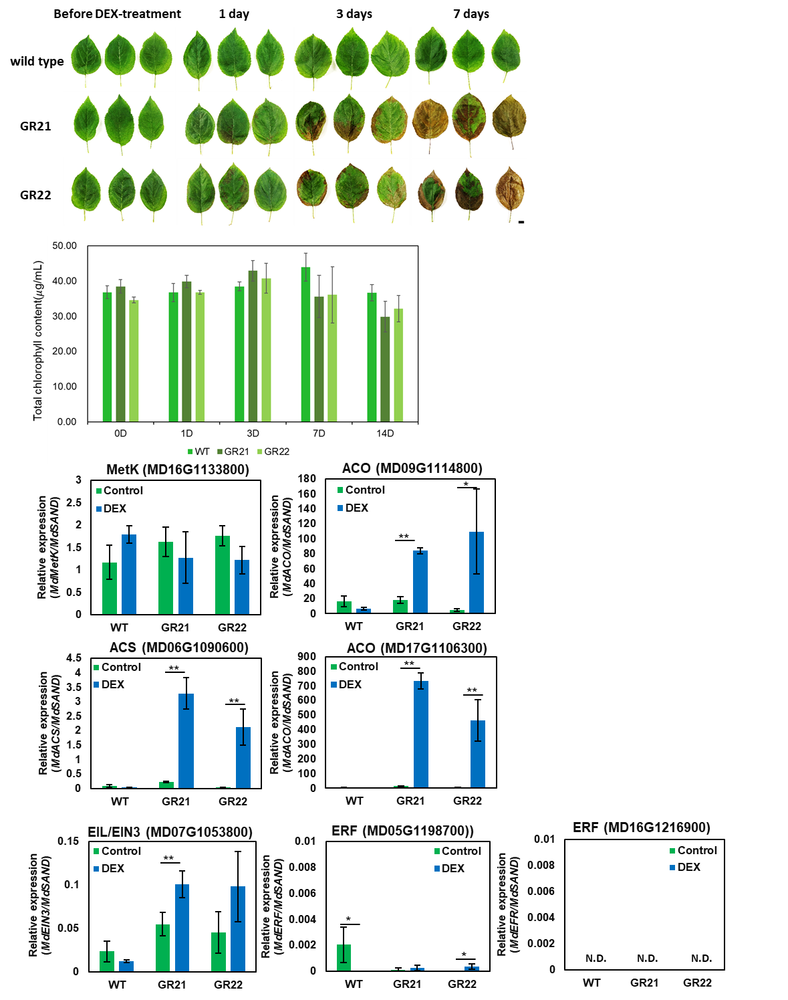 Before DEX-treatment 1 day 3 days 7 days
wild type
GR21
GR22
Total chlorophyll content(µg/mL)
50.00
40.00
30.00
20.00
10.00
0.00
0D 1D 3D 7D 14D
WT GR21 GR22
MetK (MD16G1133800)
Relative expression
(MdMetK/MdSAND)
3
2.5
2
1.5
1
0.5
0
Control
DEX
WT GR21 GR22
ACO (MD09G1114800)
Relative expression
(MdACO/MdSAND)
180
160
140
120
100
80
60
40
20
0
Control
DEX
**
*
WT GR21 GR22
ACS (MD06G1090600)
Relative expression
(MdACS/MdSAND)
4.5
4
3.5
3
2.5
2
1.5
1
0.5
0
Control
DEX
**
**
WT GR21 GR22
ACO (MD17G1106300)
Relative expression
(MdACO/MdSAND)
900
800
700
600
500
400
300
200
100
0
Control
DEX
**
**
WT GR21 GR22
EIL/EIN3 (MD07G1053800)
Relative expression
(MdEIN3/MdSAND)
0.15
0.1
0.05
0
Control
DEX
**
WT GR21 GR22
ERF (MD05G1198700))
Relative expression
(MdERF/MdSAND)
0.01
0.008
0.006
0.004
0.002
0
Control
DEX
*
*
WT GR21 GR22
ERF (MD16G1216900)
Relative expression
(MdEFR/MdSAND)
0.01
0.008
0.006
0.004
0.002
0
Control
DEX
N.D. N.D. N.D.
WT GR21 GR22